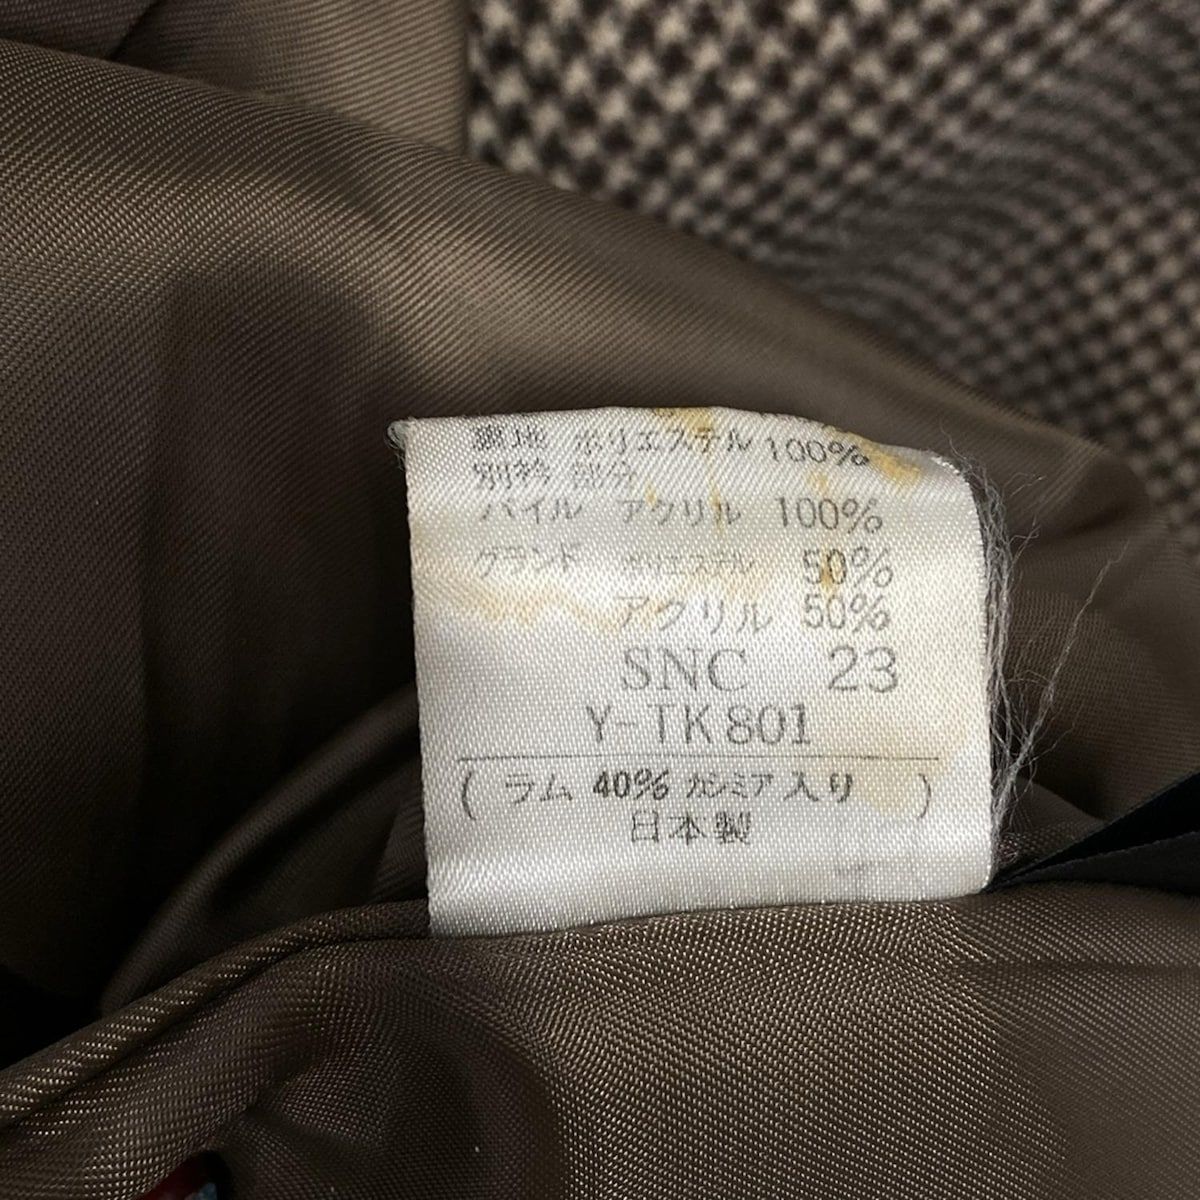 裏地 ポリエステル 100%
別衿 部分
パイル アクリル 100%
グランド ポリエステル 50%
アクリル 50%
SNC 23
Y-TK801
( ラム 40% カシミア入り )
日本製